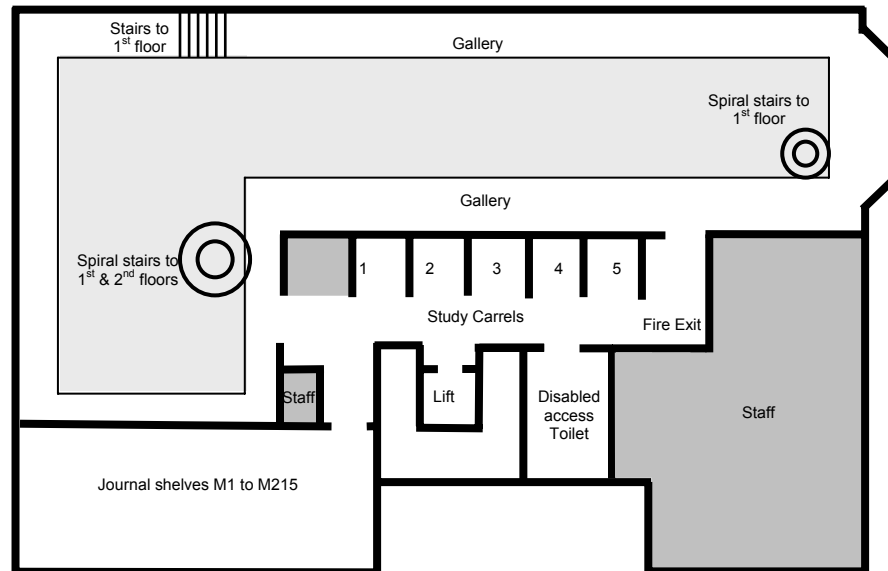 Stairs to
1st floor
Gallery
Spiral stairs to
1st floor
Gallery
Spiral stairs to
1st & 2nd floors
1
2
3
4
5
Study Carrels
Fire Exit
Staff
Lift
Disabled
access
Toilet
Staff
Journal shelves M1 to M215